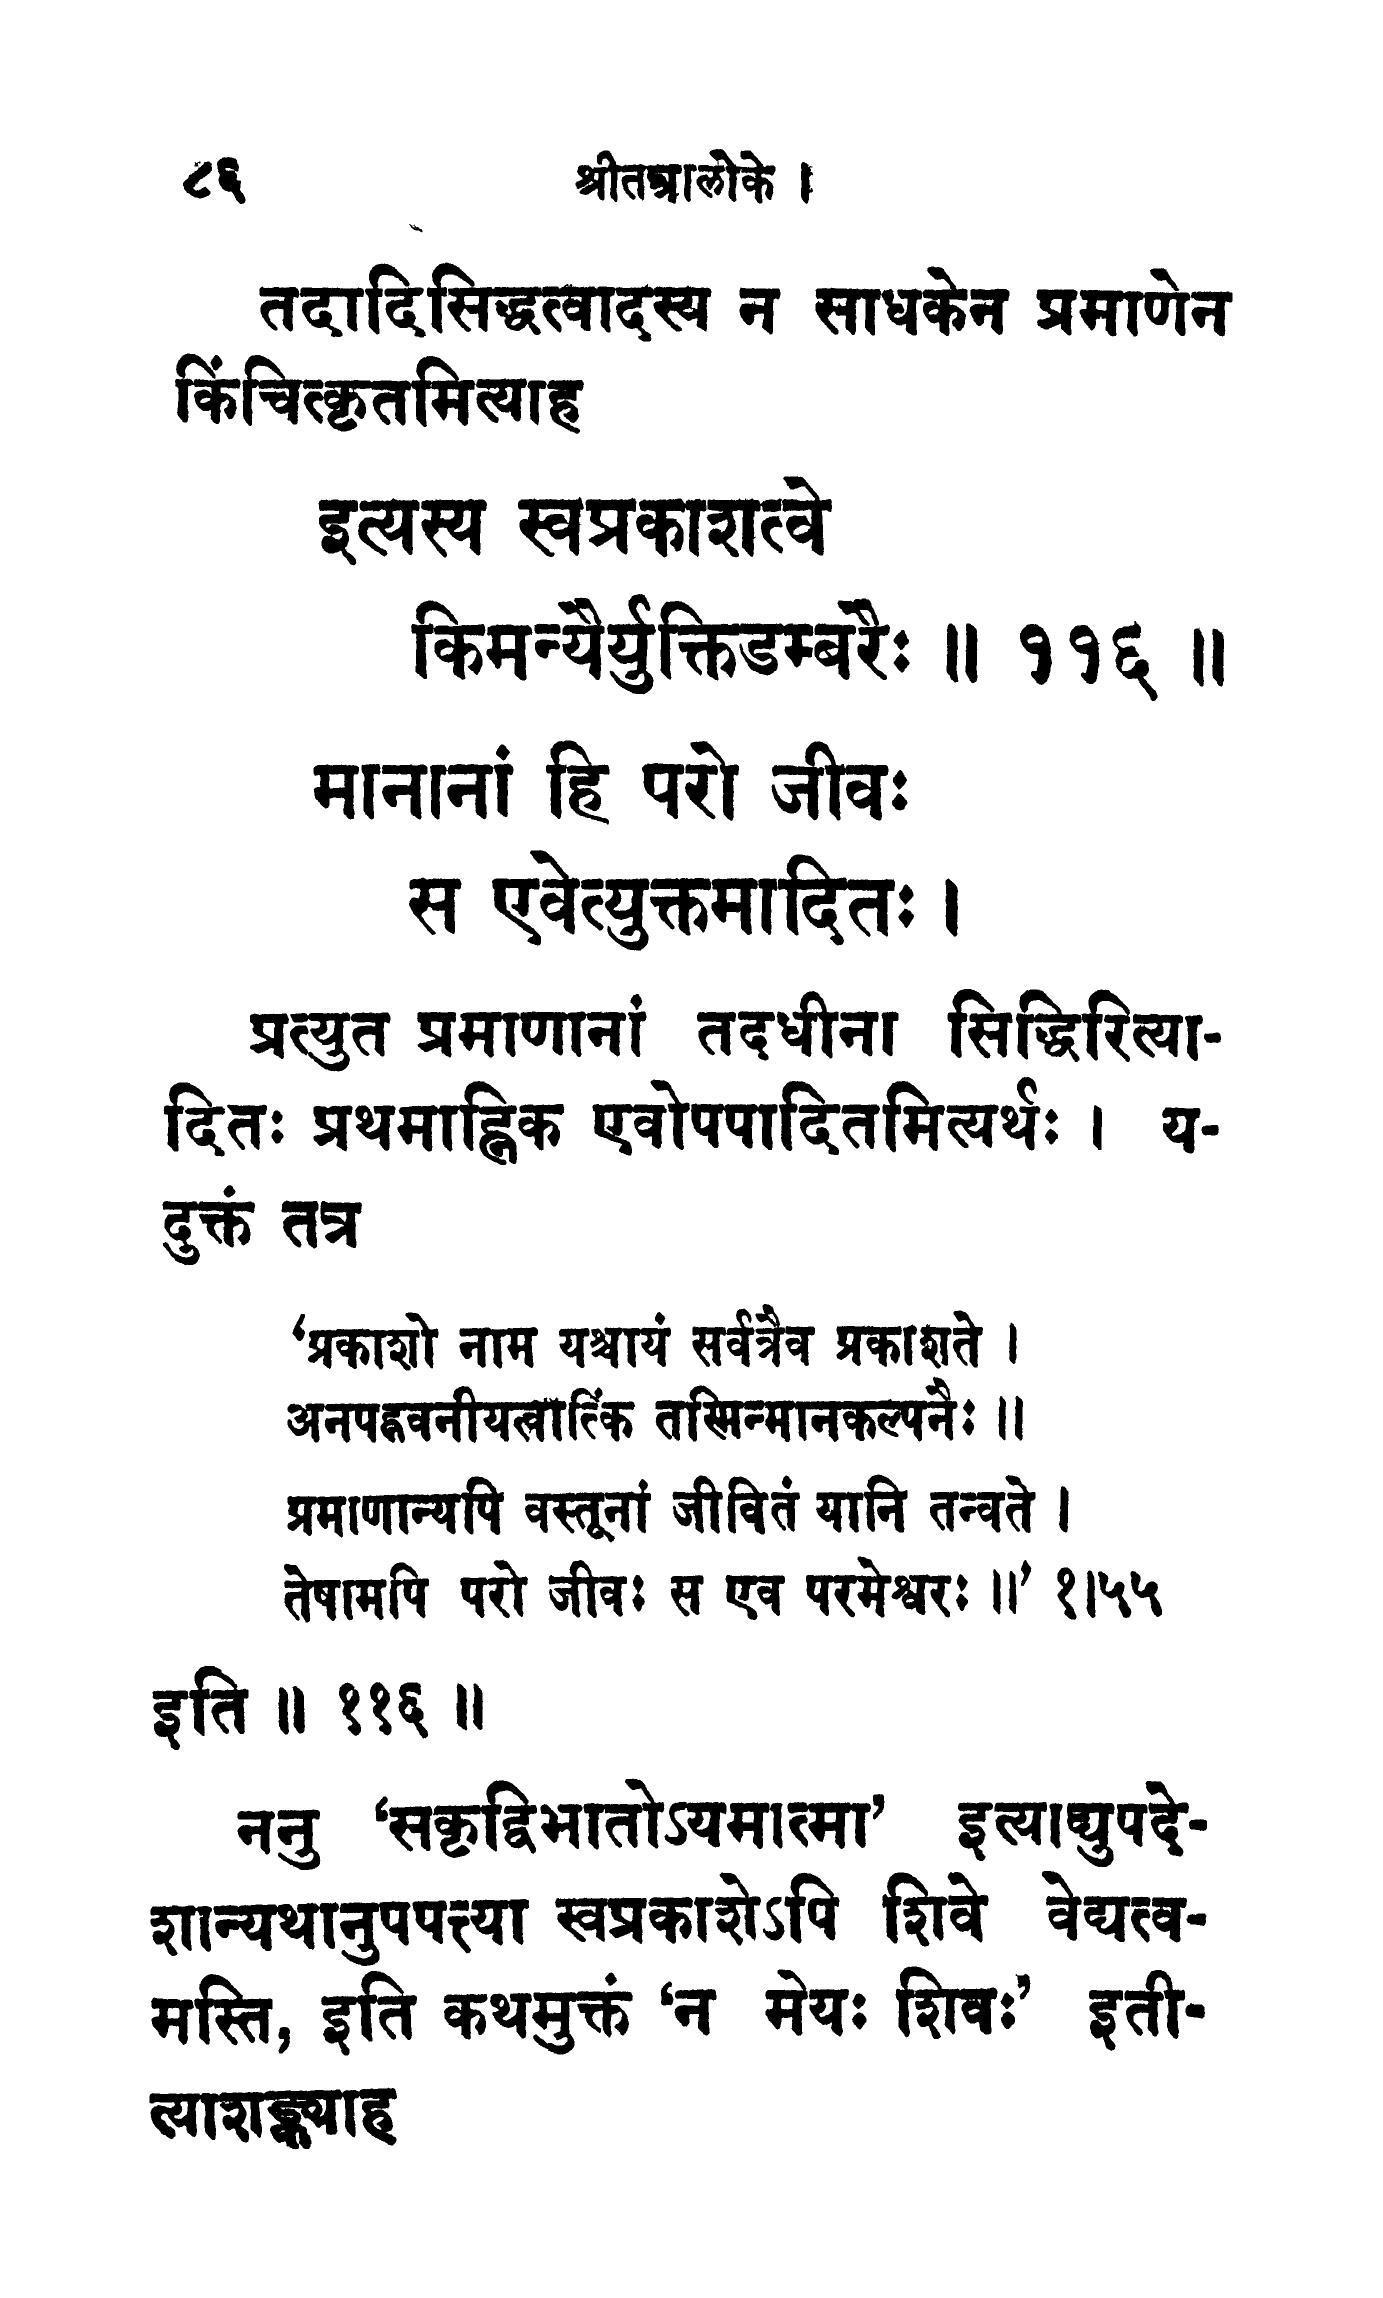 ८६ श्रीतन्त्रालोके ।
तदादिसिद्धत्वादस्य न साधकेन प्रमाणेन
किंचित्कृतमित्याह
इत्यस्य स्वप्रकाशत्वे
किमन्यैर्युक्तिडम्बरैः ॥ ११६ ॥
मानानां हि परो जीवः
स एवेत्युक्तमादितः ।
प्रत्युत प्रमाणानां तदधीना सिद्धिरित्या-
दितः प्रथमाह्निक एवोपपादितमित्यर्थः । य-
दुक्तं तत्र
‘प्रकाशो नाम यश्चायं सर्वत्रैव प्रकाशते ।
अनपह्नवनीयत्वात्किं तस्मिन्मानकल्पनैः ॥
प्रमाणान्यपि वस्तूनां जीवितं यानि तन्वते ।
तेषामपि परो जीवः स एव परमेश्वरः ॥’ १।५५
इति ॥ ११६ ॥
ननु ‘सकृद्विभातोऽयमात्मा’ इत्याद्युपदे-
शान्यथानुपपत्त्या स्वप्रकाशेऽपि शिवे वेद्यत्व-
मस्ति, इति कथमुक्तं ‘न मेयः शिवः’ इती-
त्याशङ्क्याह